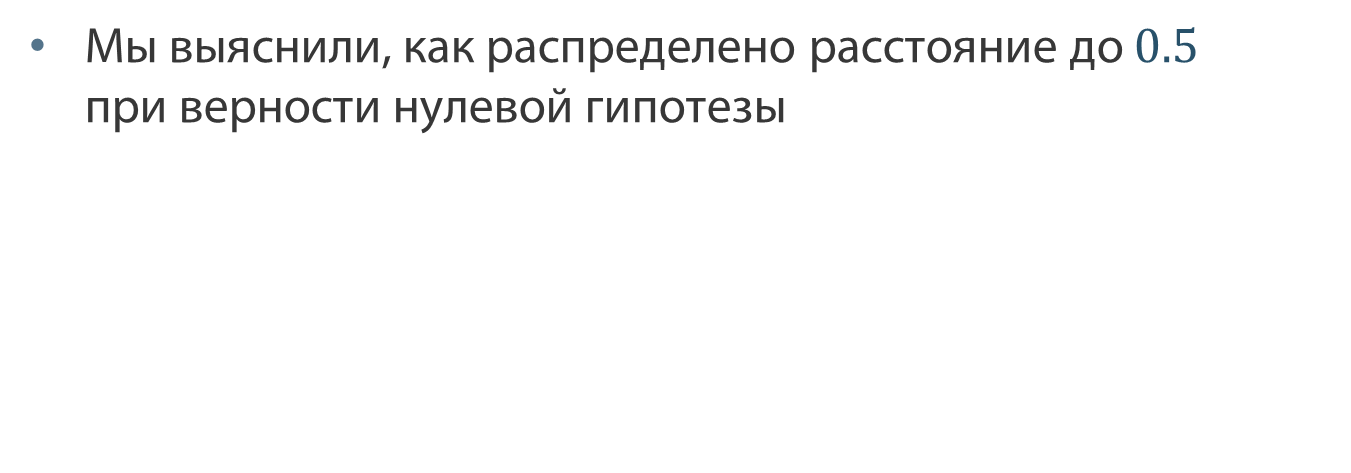 • Мы выяснили, как распределено расстояние до 0.5
при верности нулевой гипотезы